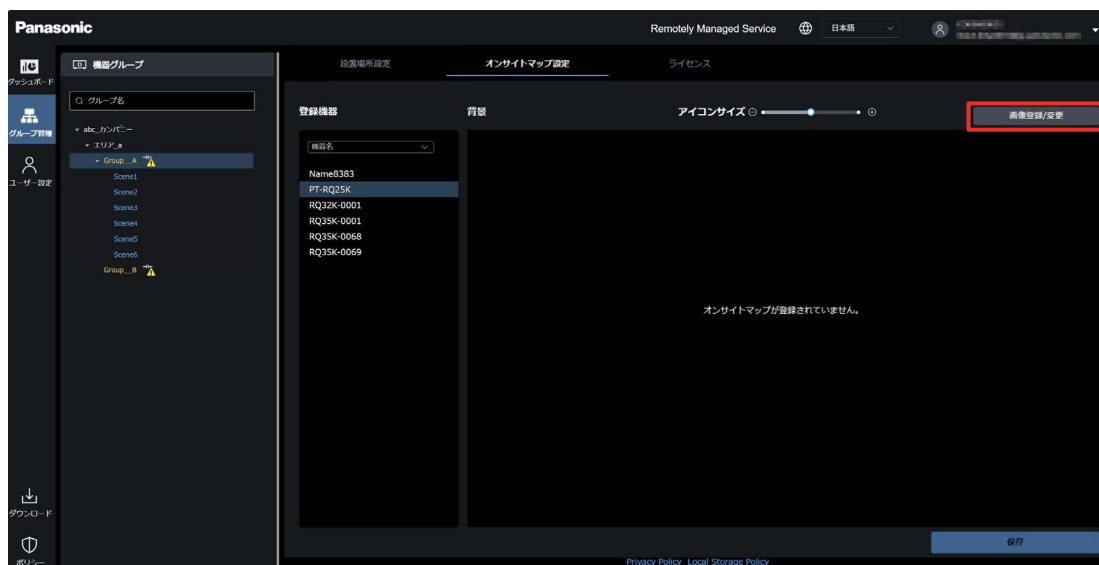 Panasonic
Remotely Managed Service
日本語
ダッシュボード
グループ管理
ユーザー設定
ダウンロード
ポリシー
機器グループ
グループ名
abc_カンパニー
エリア_a
Group__A
Scene1
Scene2
Scene3
Scene4
Scene5
Scene6
Group__B
設置場所設定
オンサイトマップ設定
ライセンス
登録機器
背景
アイコンサイズ
画像登録/変更
機器名
Name8383
PT-RQ25K
RQ32K-0001
RQ35K-0001
RQ35K-0068
RQ35K-0069
オンサイトマップが登録されていません。
保存
Privacy Policy Local Storage Policy